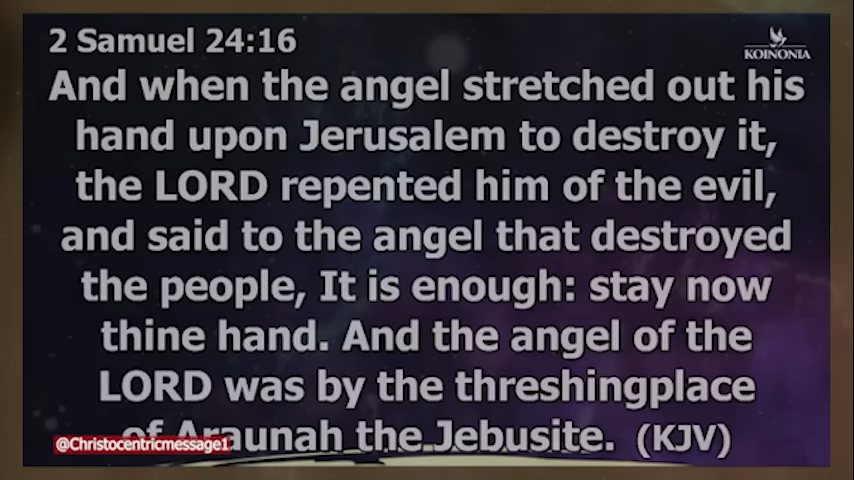 2 Samuel 24:16
KOINONIA
And when the angel stretched out his
hand upon Jerusalem to destroy it,
the LORD repented him of the evil,
and said to the angel that destroyed
the people, It is enough: stay now
thine hand. And the angel of the
LORD was by the threshingplace
of Araunah the Jebusite. (KJV)
@Christocentricmessage1